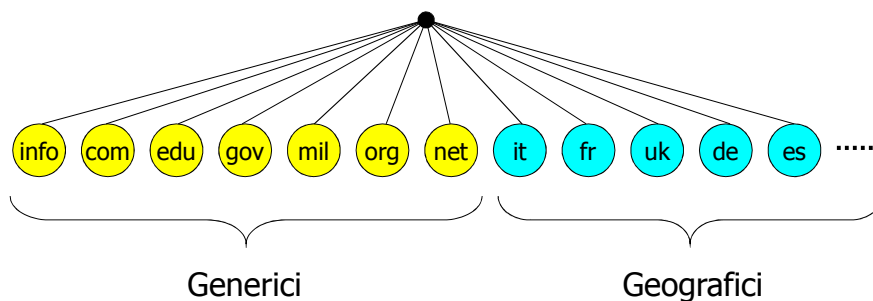 info com edu gov mil org net it fr uk de es .....
Generici Geografici